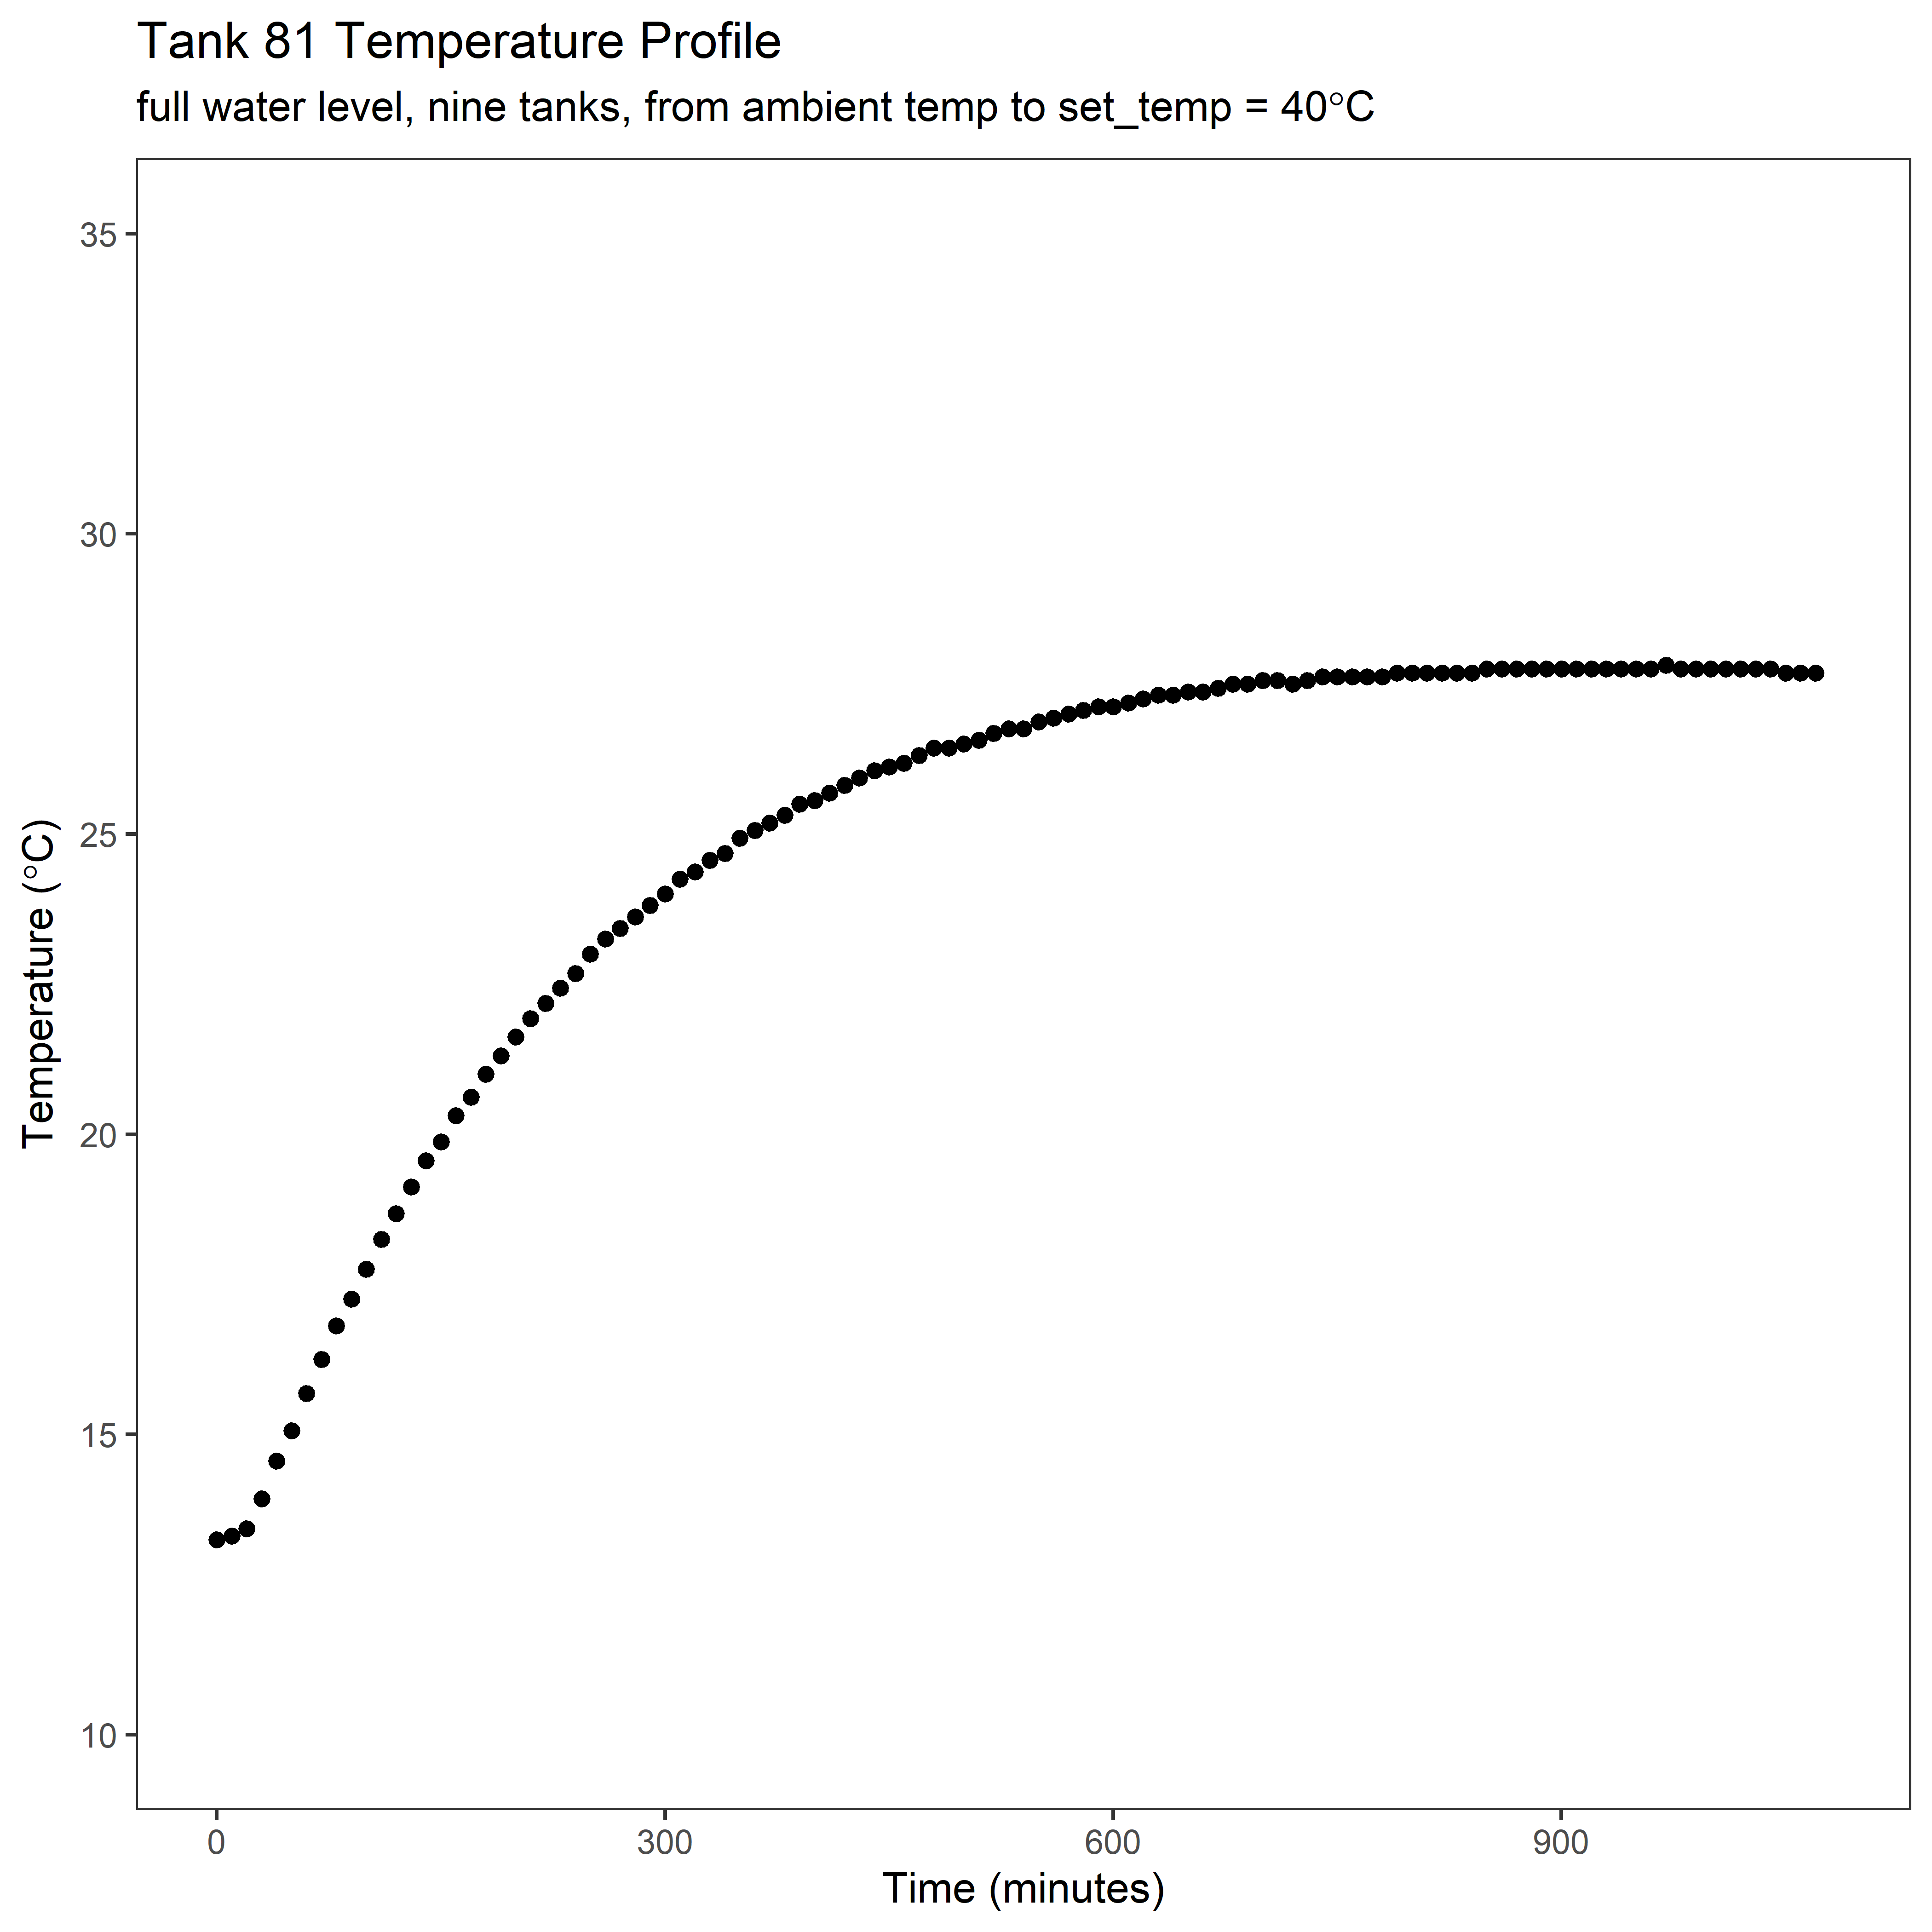 Tank 81 Temperature Profile
full water level, nine tanks, from ambient temp to set_temp = 40°C
35
30
25
20
15
10
Temperature (°C)
0 300 600 900
Time (minutes)